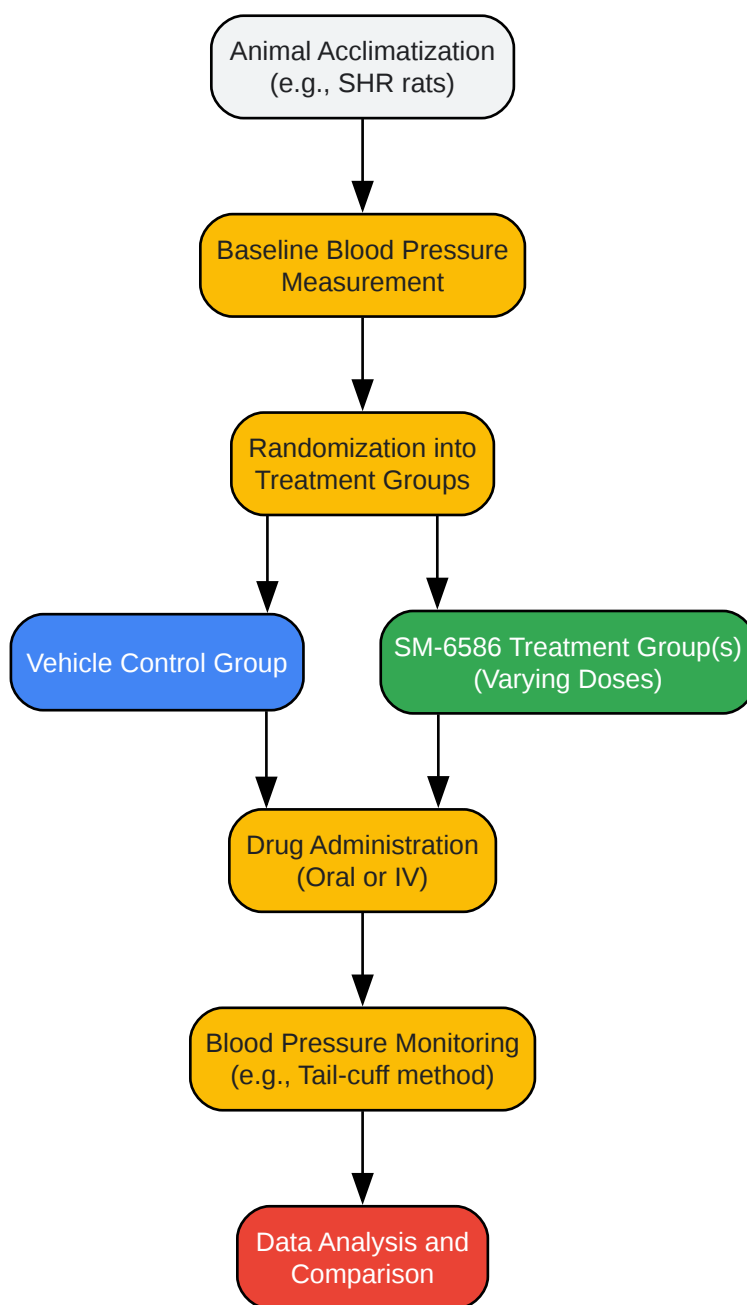 Animal Acclimatization
(e.g., SHR rats)
Baseline Blood Pressure
Measurement
Randomization into
Treatment Groups
Vehicle Control Group
SM-6586 Treatment Group(s)
(Varying Doses)
Drug Administration
(Oral or IV)
Blood Pressure Monitoring
(e.g., Tail-cuff method)
Data Analysis and
Comparison